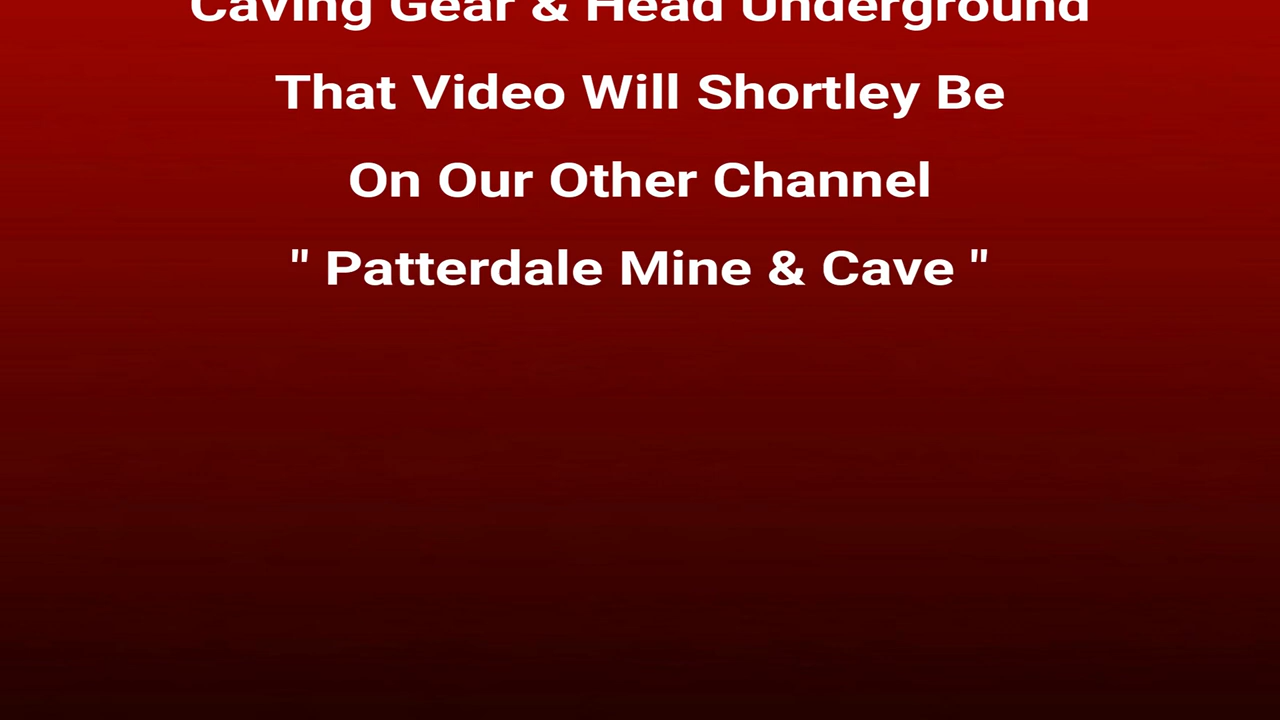 Caving Gear & Head Underground
That Video Will Shortley Be
On Our Other Channel
" Patterdale Mine & Cave "